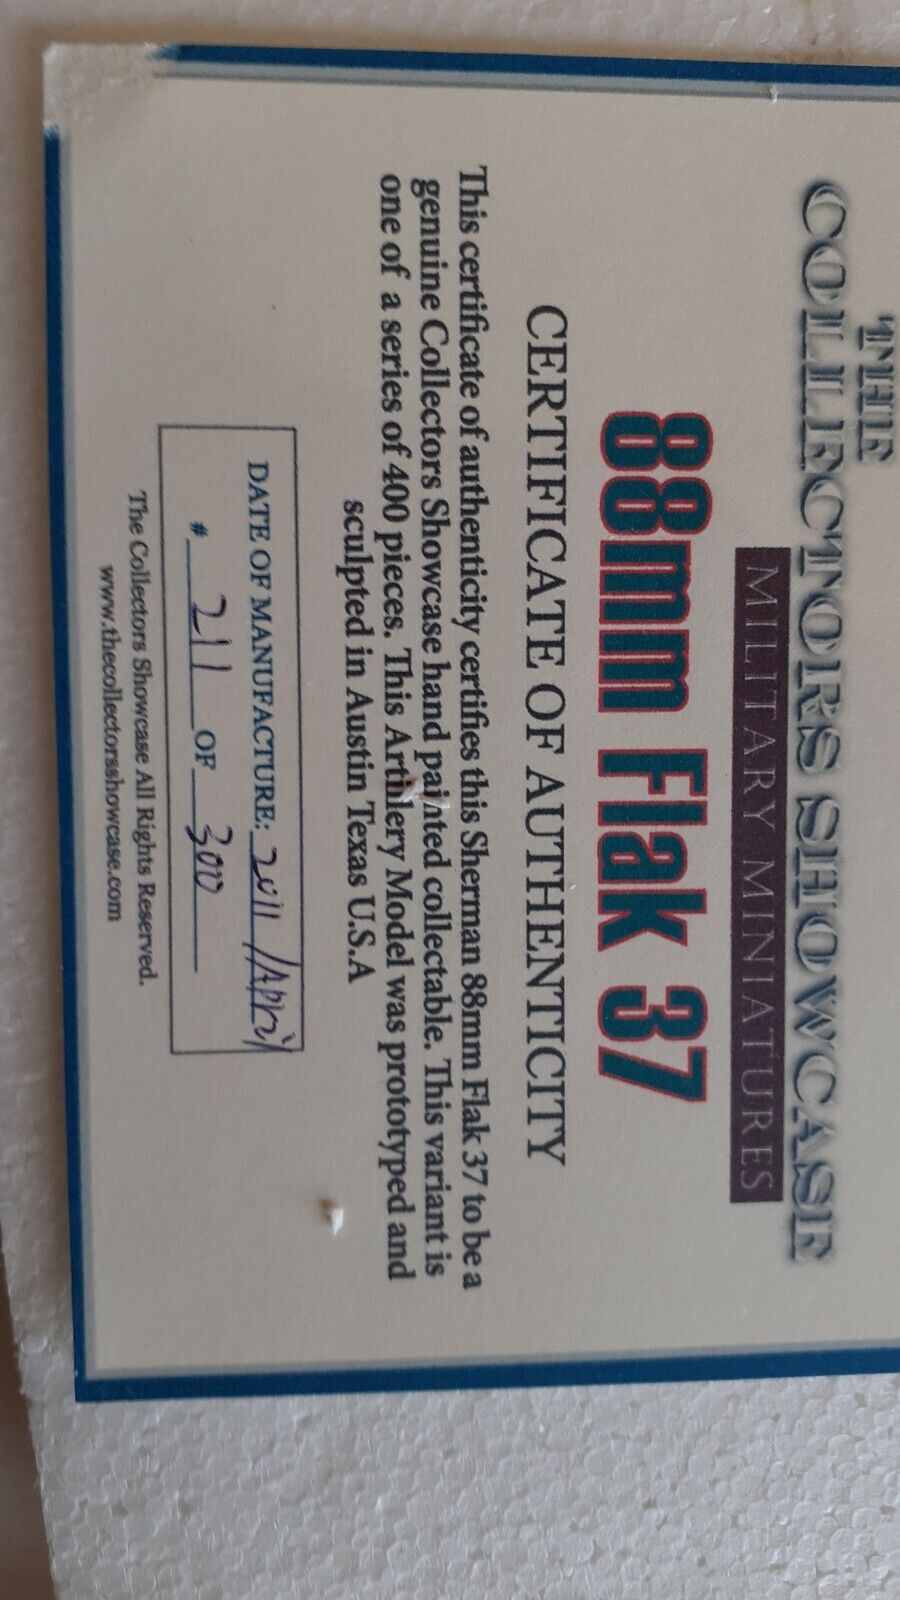 THE
COLLECTORS SHOWCASE
MILITARY MINIATURES
88mm Flak 37
CERTIFICATE OF AUTHENTICITY
This certificate of authenticity certifies this Sherman 88mm Flak 37 to be a
genuine Collectors Showcase hand painted collectable. This variant is
one of a series of 400 pieces. This Artillery Model was prototyped and
sculpted in Austin Texas U.S.A
DATE OF MANUFACTURE: 2011 /April
# 211 OF 300
The Collectors Showcase All Rights Reserved.
www.thecollectorsshowcase.com